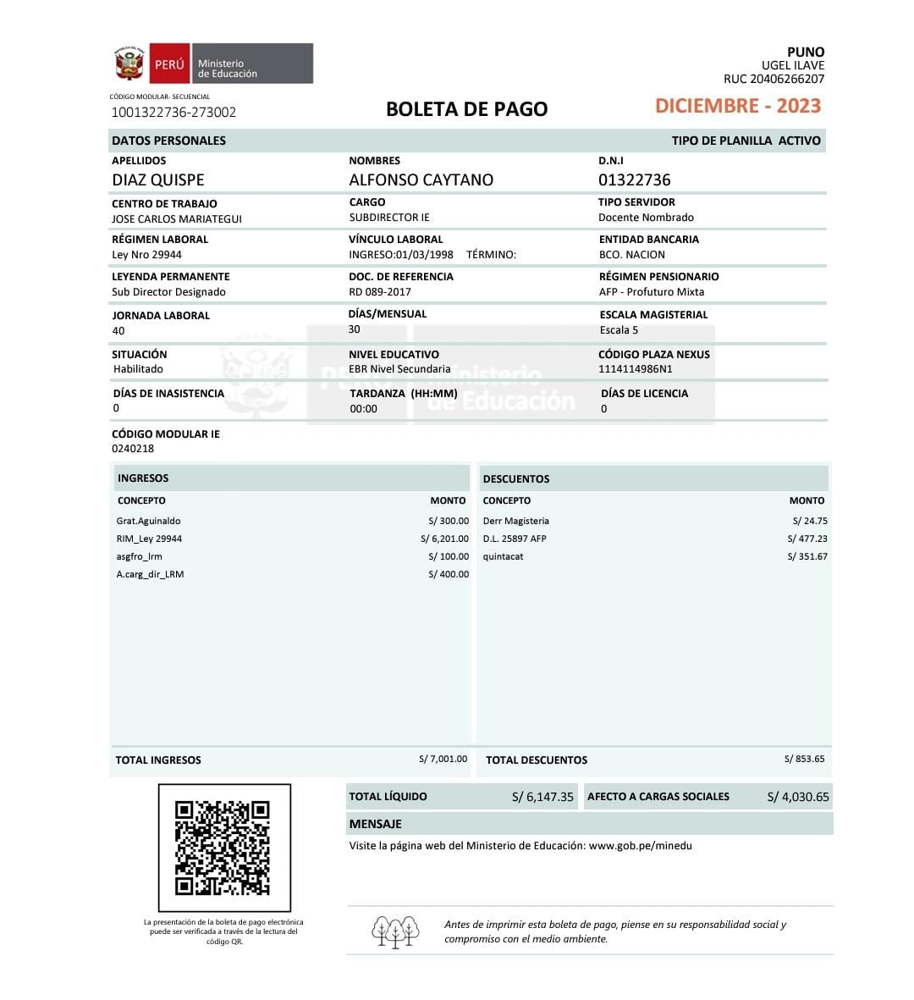 PERÚ
Ministerio
de Educación
PUNO
UGEL ILAVE
RUC 20406266207
CÓDIGO MODULAR- SECUENCIAL
1001322736-273002
BOLETA DE PAGO
DICIEMBRE - 2023
DATOS PERSONALES TIPO DE PLANILLA ACTIVO
APELLIDOS NOMBRES D.N.I
DIAZ QUISPE ALFONSO CAYTANO 01322736
CENTRO DE TRABAJO CARGO TIPO SERVIDOR
JOSE CARLOS MARIATEGUI SUBDIRECTOR IE Docente Nombrado
RÉGIMEN LABORAL VÍNCULO LABORAL ENTIDAD BANCARIA
Ley Nro 29944 INGRESO:01/03/1998 TÉRMINO: BCO. NACION
LEYENDA PERMANENTE DOC. DE REFERENCIA RÉGIMEN PENSIONARIO
Sub Director Designado RD 089-2017 AFP - Profuturo Mixta
JORNADA LABORAL DÍAS/MENSUAL ESCALA MAGISTERIAL
40 30 Escala 5
SITUACIÓN NIVEL EDUCATIVO CÓDIGO PLAZA NEXUS
Habilitado EBR Nivel Secundaria 1114114986N1
PERÚ Ministerio
de Educación
DÍAS DE INASISTENCIA TARDANZA (HH:MM) DÍAS DE LICENCIA
0 00:00 0
CÓDIGO MODULAR IE
0240218
INGRESOS DESCUENTOS
CONCEPTO MONTO CONCEPTO MONTO
Grat.Aguinaldo S/ 300.00 Derr Magisteria S/ 24.75
RIM_Ley 29944 S/ 6,201.00 D.L. 25897 AFP S/ 477.23
asgfro_lrm S/ 100.00 quintacat S/ 351.67
A.carg_dir_LRM S/ 400.00
TOTAL INGRESOS S/ 7,001.00 TOTAL DESCUENTOS S/ 853.65
TOTAL LÍQUIDO S/ 6,147.35 AFECTO A CARGAS SOCIALES S/ 4,030.65
MENSAJE
Visite la página web del Ministerio de Educación: www.gob.pe/minedu
La presentación de la boleta de pago electrónica
puede ser verificada a través de la lectura del
código QR.
Antes de imprimir esta boleta de pago, piense en su responsabilidad social y
compromiso con el medio ambiente.